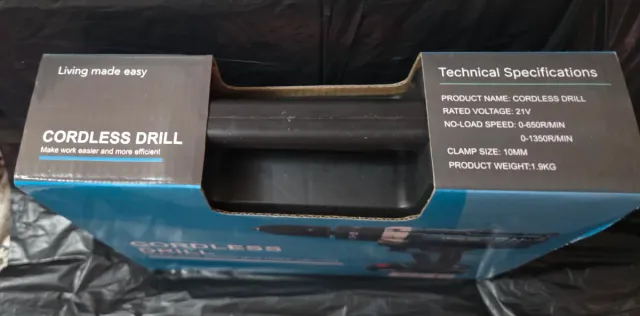 Living made easy
CORDLESS DRILL
Make work easier and more efficient
Technical Specifications
PRODUCT NAME: CORDLESS DRILL
RATED VOLTAGE: 21V
NO-LOAD SPEED: 0-650R/MIN
0-1350R/MIN
CLAMP SIZE: 10MM
PRODUCT WEIGHT:1.9KG
CORDLESS
DRILL